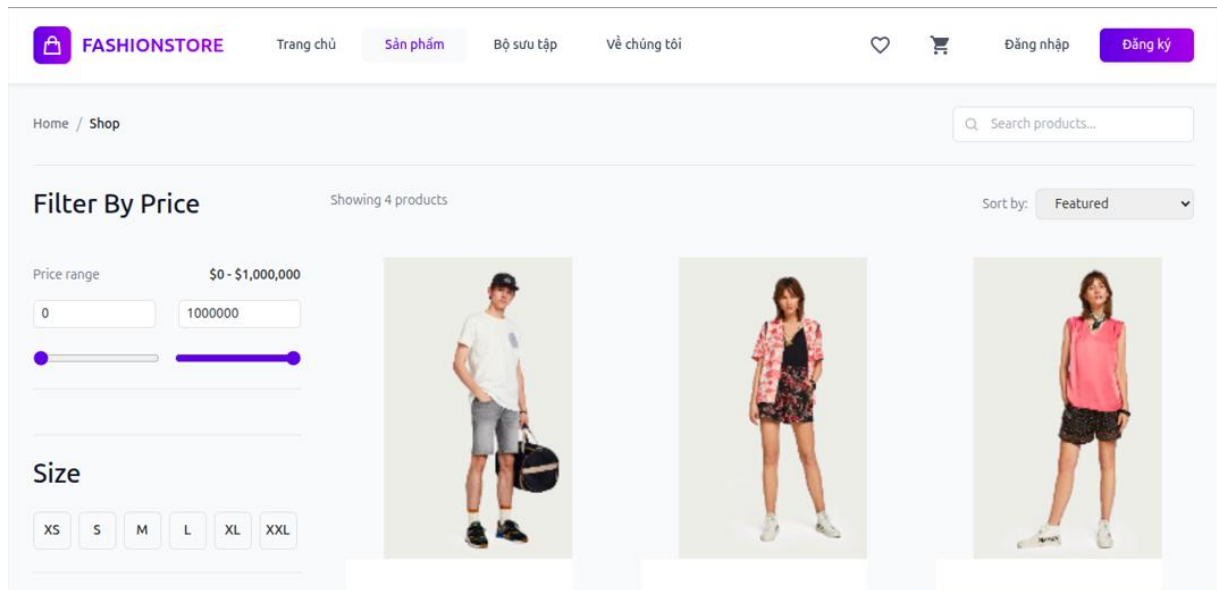 FASHIONSTORE Trang chủ Sản phẩm Bộ sưu tập Về chúng tôi Đăng nhập Đăng ký
Home / Shop Search products...
Filter By Price Showing 4 products Sort by: Featured
Price range $0 - $1,000,000
0 1000000
Size
XS S M L XL XXL